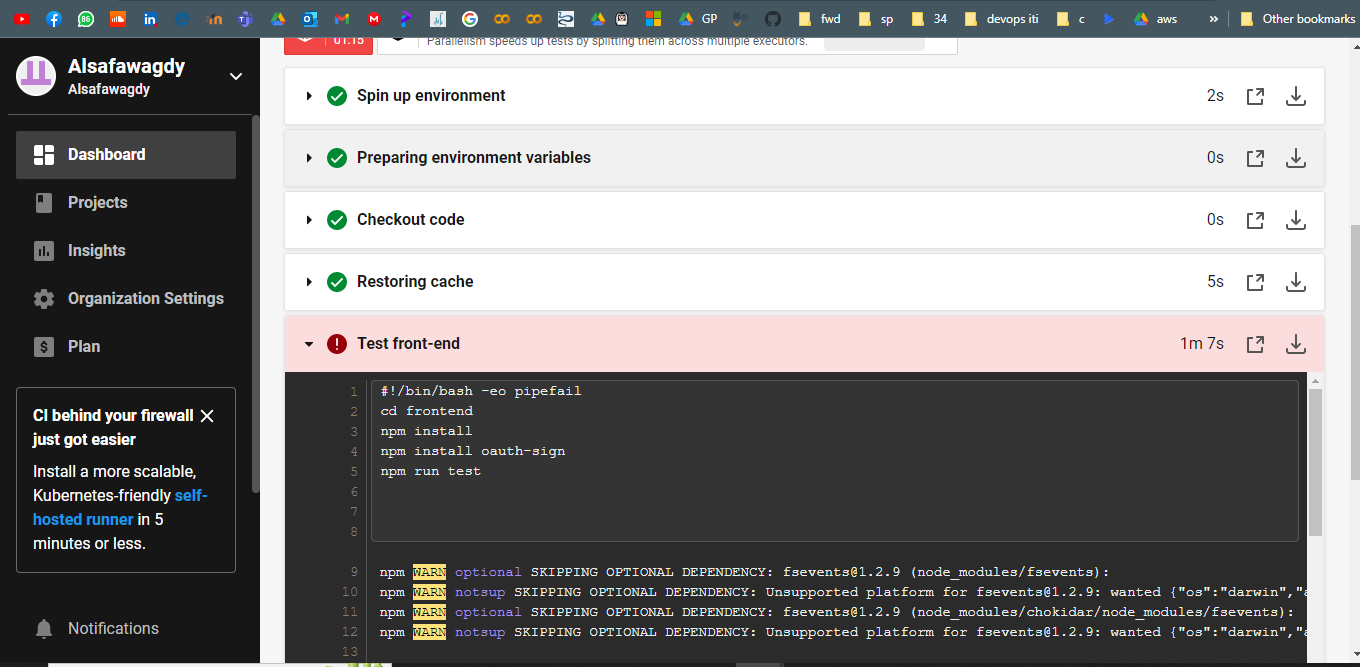 86
GP
fwd
sp
34
devops iti
c
aws
»
Other bookmarks
01:15
Parallelism speeds up tests by splitting them across multiple executors.
Alsafawagdy
Alsafawagdy
Dashboard
Projects
Insights
Organization Settings
Plan
CI behind your firewall
just got easier
Install a more scalable,
Kubernetes-friendly self-
hosted runner in 5
minutes or less.
Notifications
Spin up environment 2s
Preparing environment variables 0s
Checkout code 0s
Restoring cache 5s
Test front-end 1m 7s
1 #!/bin/bash -eo pipefail
2 cd frontend
3 npm install
4 npm install oauth-sign
5 npm run test
6
7
8
9 npm WARN optional SKIPPING OPTIONAL DEPENDENCY: fsevents@1.2.9 (node_modules/fsevents):
10 npm WARN notsup SKIPPING OPTIONAL DEPENDENCY: Unsupported platform for fsevents@1.2.9: wanted {"os":"darwin","a
11 npm WARN optional SKIPPING OPTIONAL DEPENDENCY: fsevents@1.2.9 (node_modules/chokidar/node_modules/fsevents):
12 npm WARN notsup SKIPPING OPTIONAL DEPENDENCY: Unsupported platform for fsevents@1.2.9: wanted {"os":"darwin","a
13